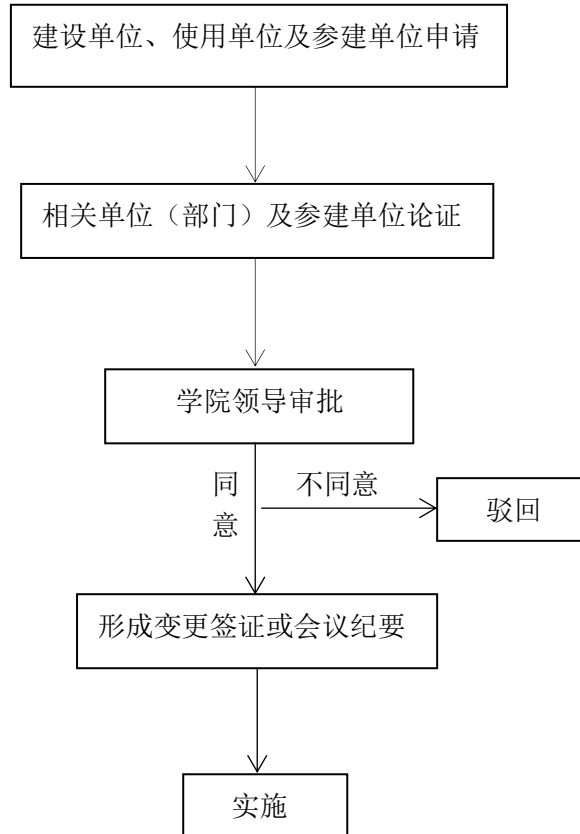 建设单位、使用单位及参建单位申请
相关单位（部门）及参建单位论证
学院领导审批
同意
不同意
驳回
形成变更签证或会议纪要
实施